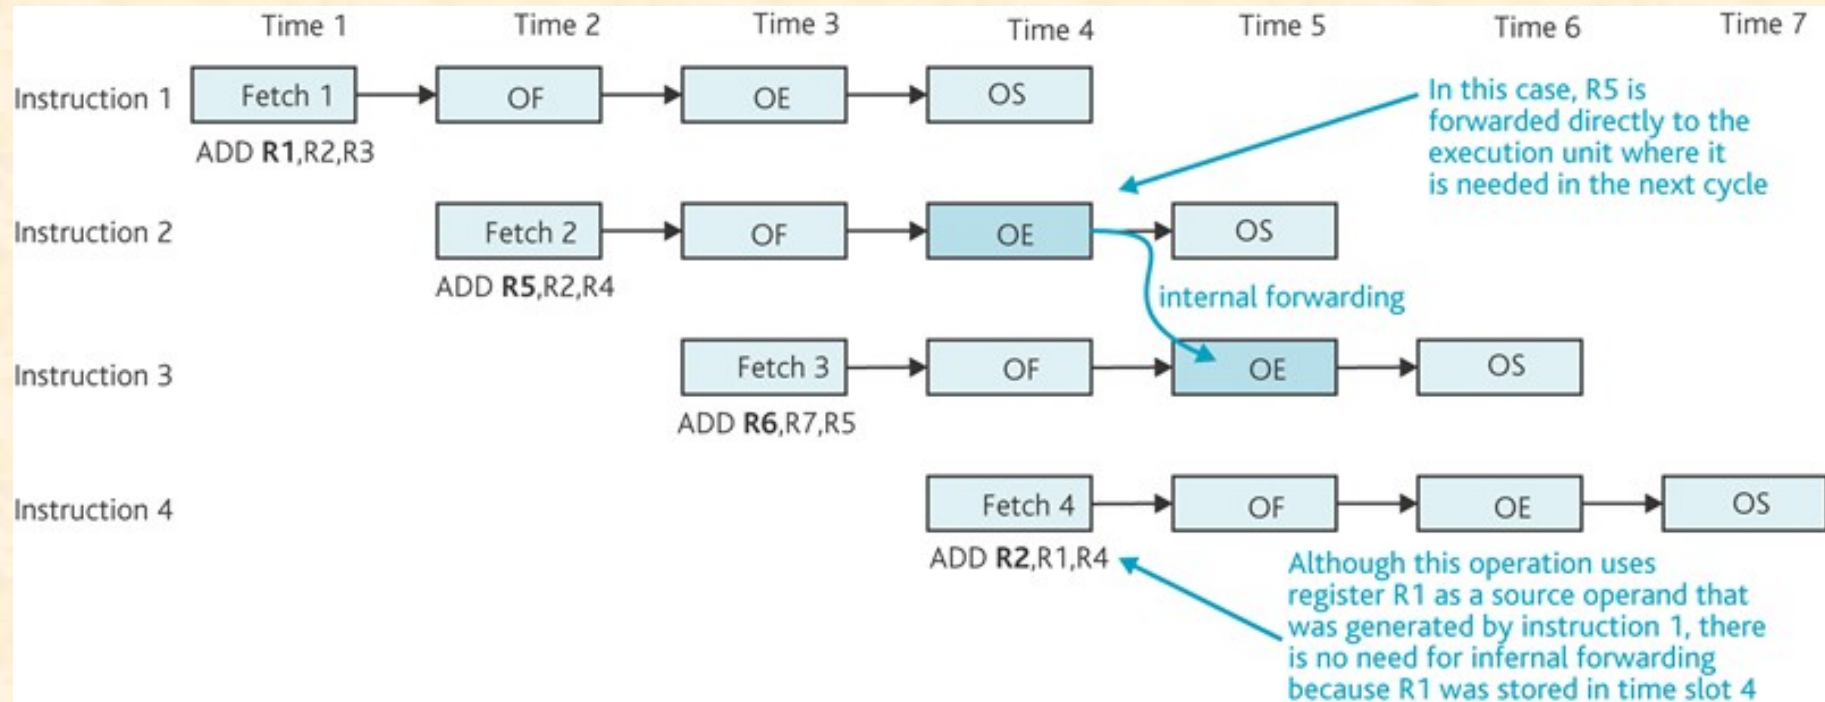 Time 1 Time 2 Time 3 Time 4 Time 5 Time 6 Time 7
Instruction 1 Fetch 1 OF OE OS
ADD R1,R2,R3
In this case, R5 is
forwarded directly to the
execution unit where it
is needed in the next cycle
Instruction 2 Fetch 2 OF OE OS
ADD R5,R2,R4
internal forwarding
Instruction 3 Fetch 3 OF OE OS
ADD R6,R7,R5
Instruction 4 Fetch 4 OF OE OS
ADD R2,R1,R4
Although this operation uses
register R1 as a source operand that
was generated by instruction 1, there
is no need for infernal forwarding
because R1 was stored in time slot 4